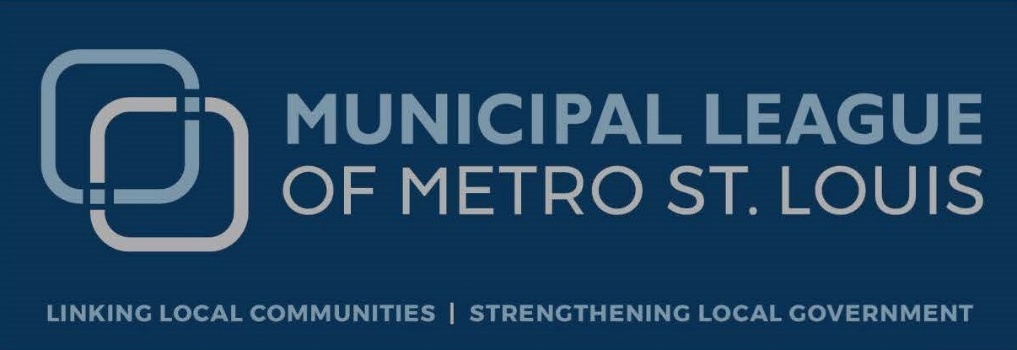 MUNICIPAL LEAGUE
OF METRO ST. LOUIS
LINKING LOCAL COMMUNITIES | STRENGTHENING LOCAL GOVERNMENT